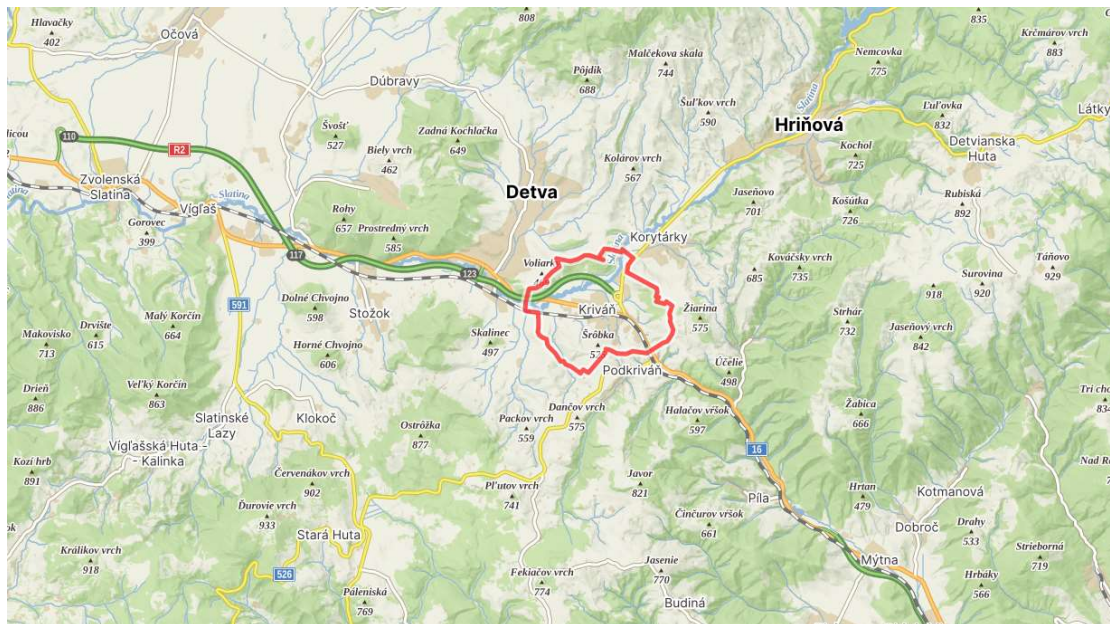 Hlavačky
402
Očová
808
835
Krčmárov vrch
883
Malčekova skala
744
Nemcovka
775
Pôjdik
688
Dúbravy
Šuľkov vrch
590
Slatina
Ľuľovka
832
Látky
Hriňová
110
R2
Švošť
527
Zadná Kochlačka
649
Biely vrch
462
Kolárov vrch
567
Kochol
725
Detvianska
Huta
Zvolenská
Slatina
Slatina
Slatina
Vígľaš
Detva
Jaseňovo
701
Košútka
726
Rubiská
892
Gorovec
399
Rohy
657
Prostredný vrch
585
Slatina
Korytárky
117
123
Kováčsky vrch
735
685
Surovina
920
918
Táňovo
929
591
Dolné Chvojno
598
Stožok
Kriváň
Žiarina
575
Makovisko
713
Drvište
615
Malý Korčín
664
Horné Chvojno
606
Skalinec
497
Šróbka
Strhár
732
Jaseňový vrch
842
Podkriváň
Účelie
498
Drieň
886
Veľký Korčín
863
Slatinské
Lazy
Klokoč
Ostrôžka
877
Packov vrch
559
Dančov vrch
575
Halačov vŕšok
597
Žabica
666
Vígľašská Huta -
- Kalinka
Kozí hrb
891
Červenákov vrch
902
16
Javor
821
Pľutov vrch
741
Píla
Hrtan
479
Kotmanová
Ďurovie vrch
933
Stará Huta
Činčurov vŕšok
661
Dobroč
Drahy
533
Strieborná
719
Králikov vrch
918
526
Páleniská
769
Fekiačov vrch
774
Jasenie
770
Budiná
Mýtna
Hrbáky
566